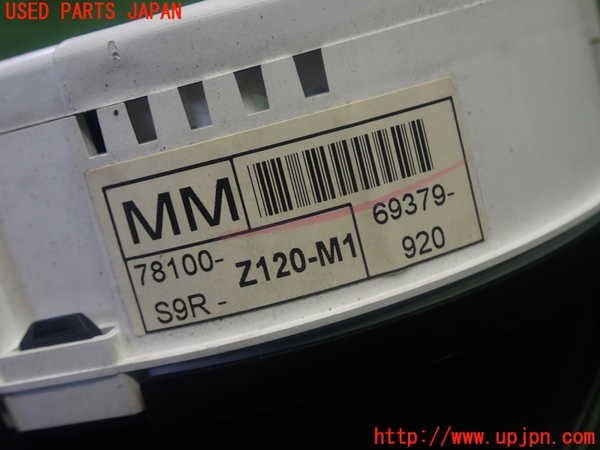 USED PARTS JAPAN
MM
78100-
S9R - Z120-M1
69379-
920
http://www.upjpn.com/